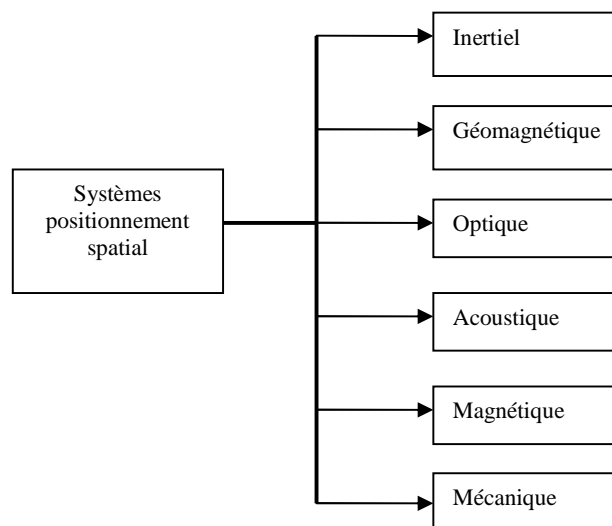 Systèmes
positionnement
spatial
Inertiel
Géomagnétique
Optique
Acoustique
Magnétique
Mécanique